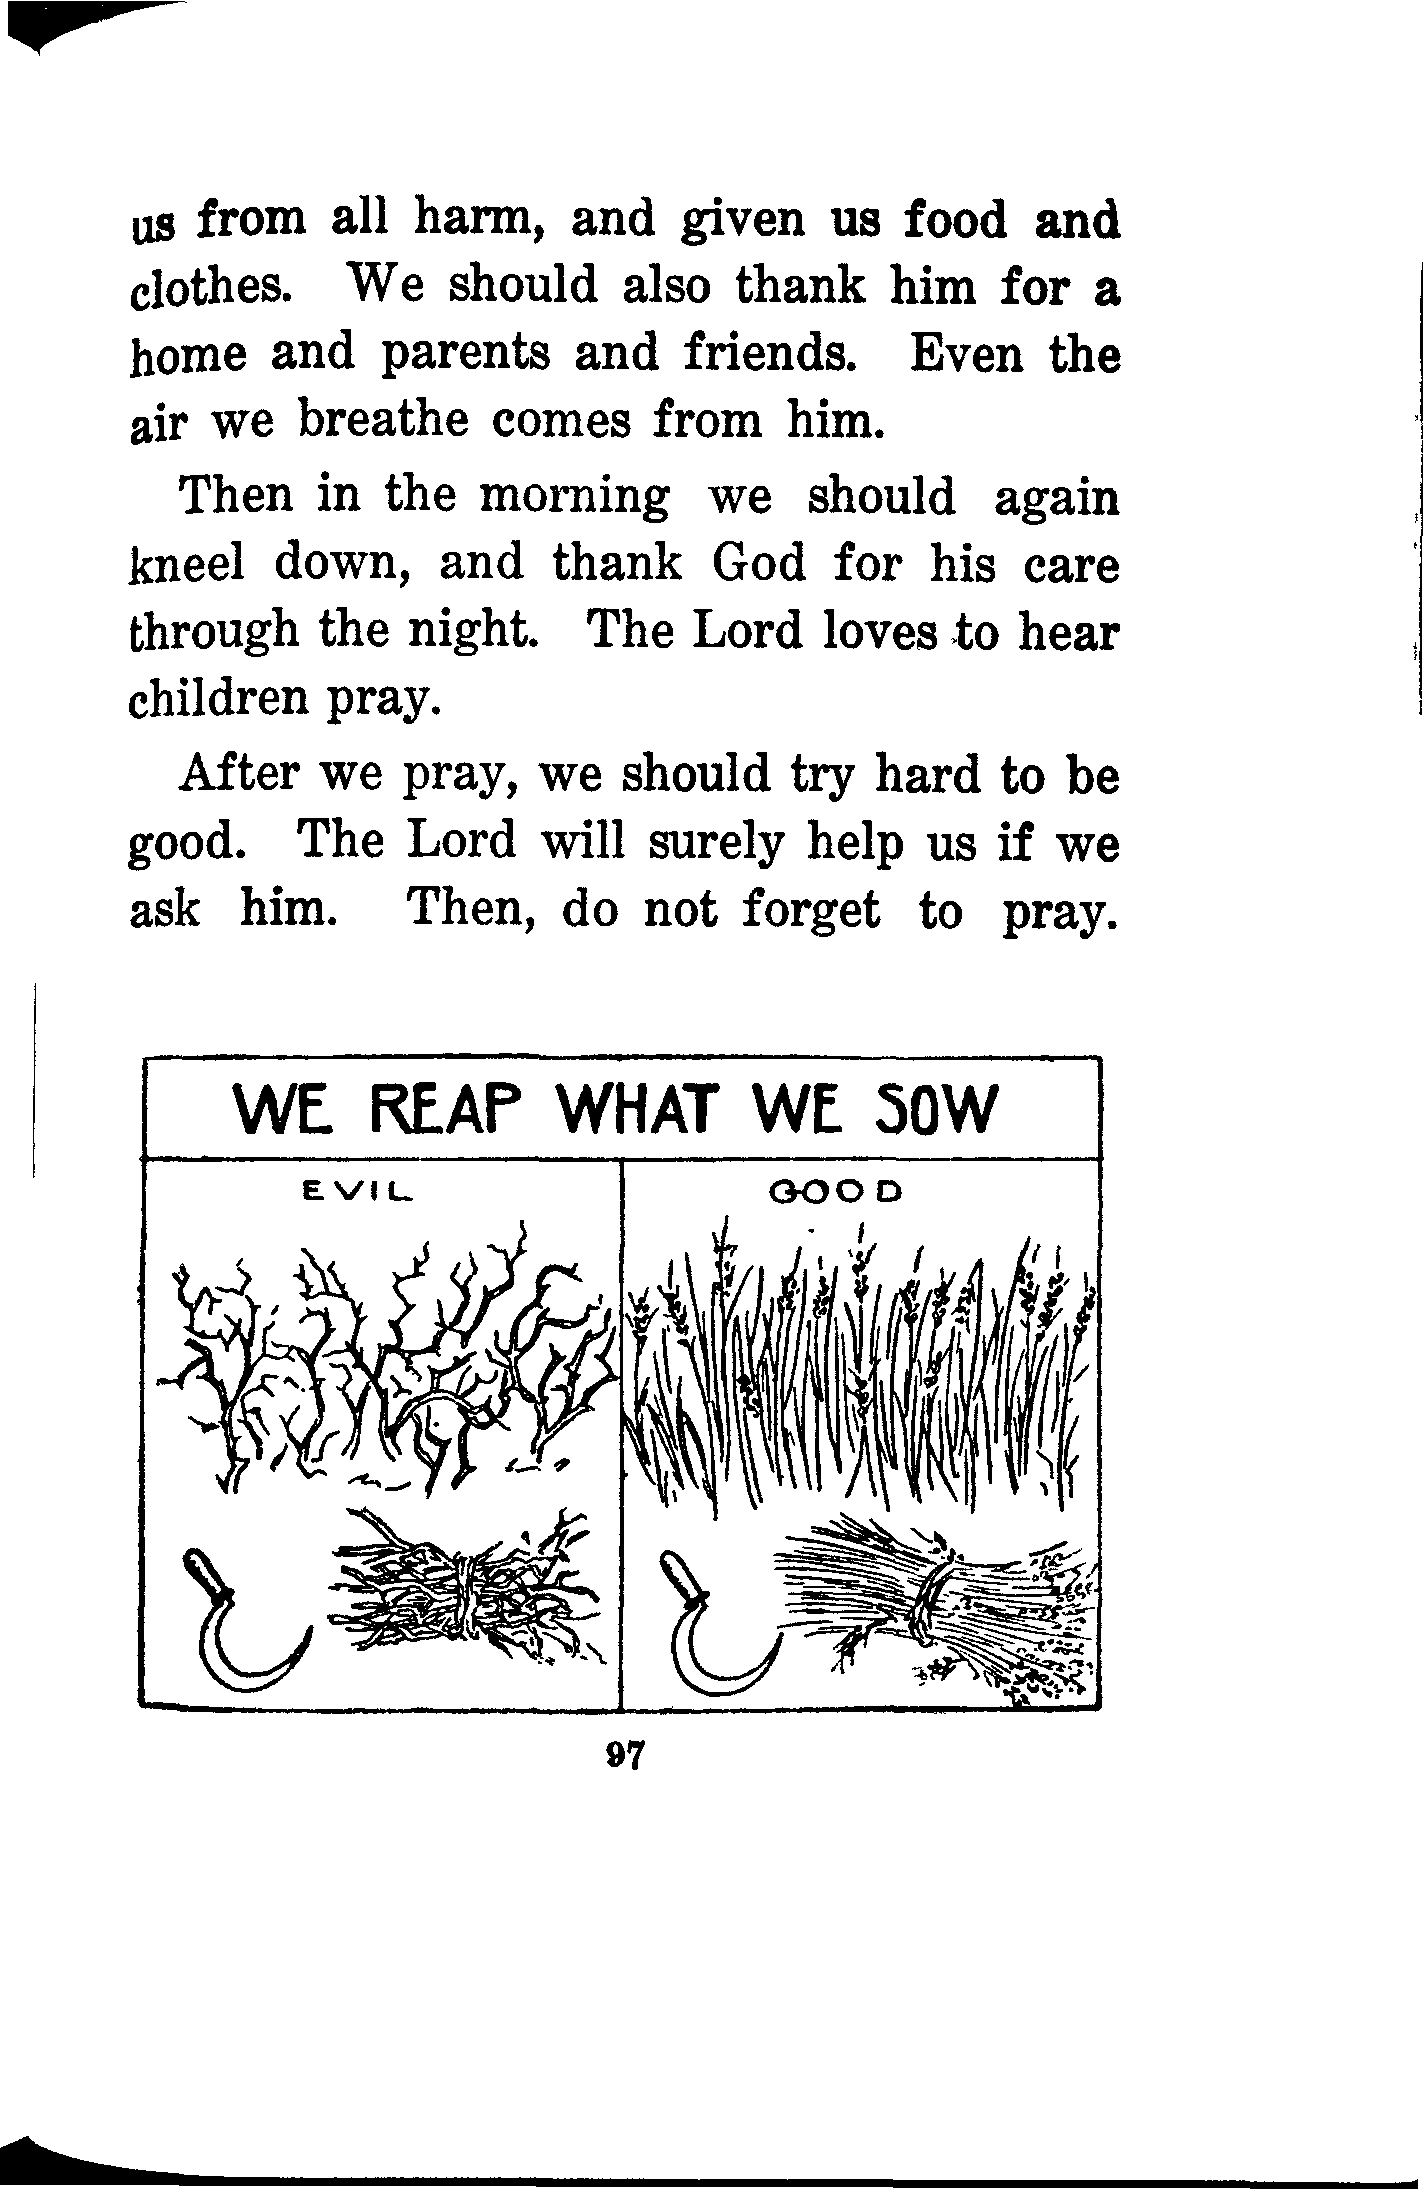 us from all harm, and given us food and
clothes. We should also thank him for a
home and parents and friends. Even the
air we breathe comes from him.
Then in the morning we should again
kneel down, and thank God for his care
through the night. The Lord loves to hear
children pray.
After we pray, we should try hard to be
good. The Lord will surely help us if we
ask him. Then, do not forget to pray.
WE REAP WHAT WE SOW
EVIL
GOOD
97